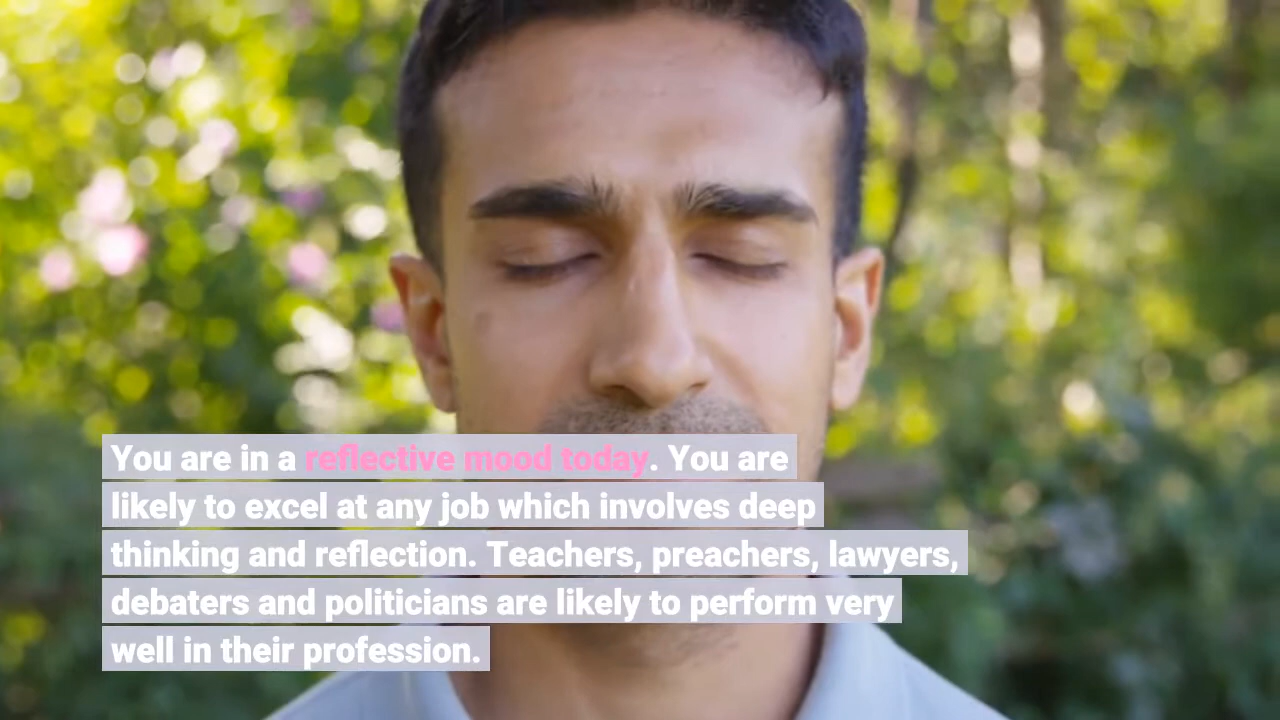 You are in a reflective mood today. You are
likely to excel at any job which involves deep
thinking and reflection. Teachers, preachers, lawyers,
debaters and politicians are likely to perform very
well in their profession.